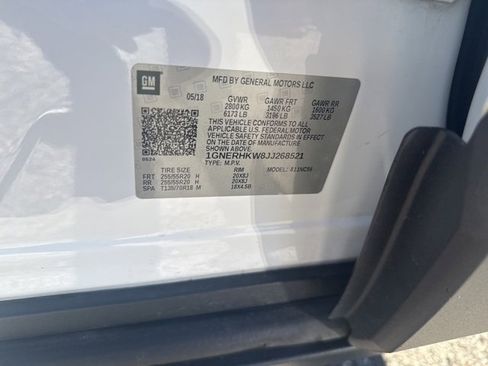 GM
MFD BY GENERAL MOTORS LLC
05/18 GVWR GAWR FRT GAWR RR
2800 KG 1450 KG 1600 KG
6173 LB 3196 LB 3527 LB
THIS VEHICLE CONFORMS TO ALL
APPLICABLE U.S. FEDERAL MOTOR
VEHICLE SAFETY STANDARDS IN EFFECT
ON THE DATE OF MANUFACTURE
SHOWN ABOVE.
1GNERHKW8JJ268521
TYPE: M.P.V.
TIRE SIZE RIM
FRT 255/55R20 H 20X8J
RR 255/55R20 H 20X8J
SPA T135/70R18 M 18X4.5B